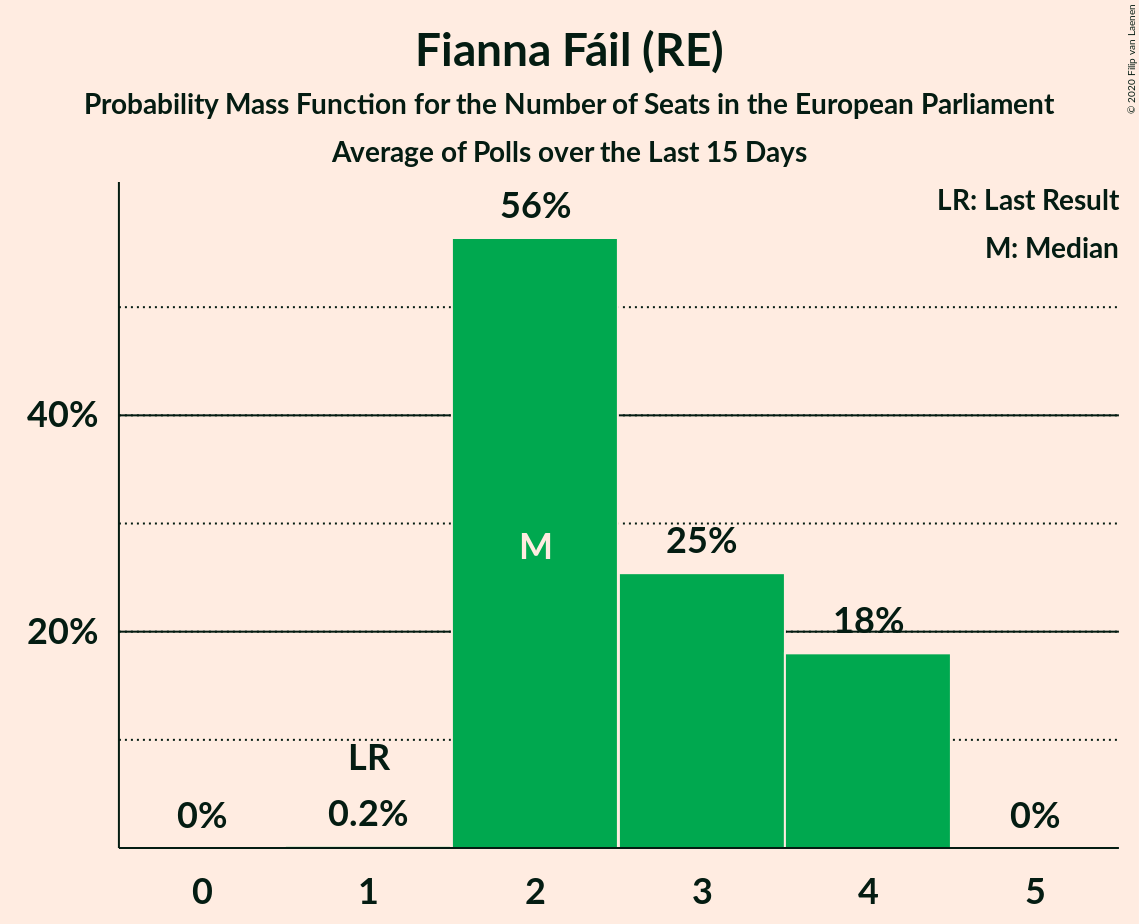 Fianna Fáil (RE)
Probability Mass Function for the Number of Seats in the European Parliament
Average of Polls over the Last 15 Days
© 2020 Filip van Laenen
LR: Last Result
M: Median
56%
40%
M
25%
20%
18%
LR
0%
0.2%
0%
0 1 2 3 4 5